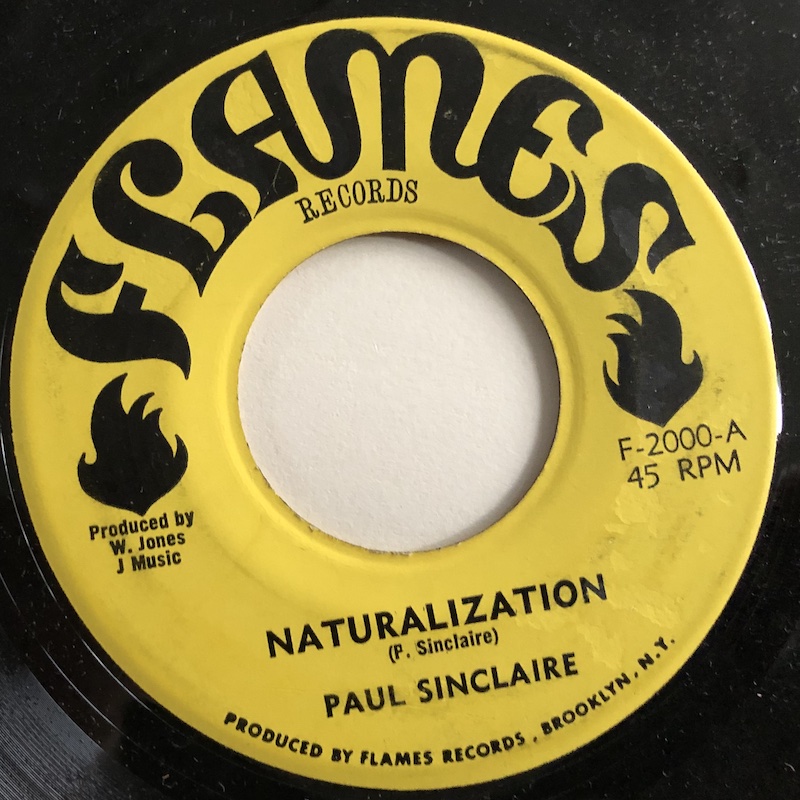 FLAMES
RECORDS
F-2000-A
45 RPM
Produced by
W. Jones
J Music
NATURALIZATION
(P. Sinclaire)
PAUL SINCLAIRE
PRODUCED BY FLAMES RECORDS, BROOKLYN, N.Y.